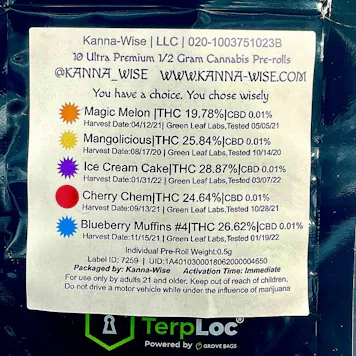 Kanna-Wise | LLC | 020-1003751023B
10 Ultra Premium 1/2 Gram Cannabis Pre-rolls
@KANNA_WISE WWW.KANNA-WISE.COM
You have a choice. You chose wisely
Magic Melon |THC 19.78%|CBD 0.01%
Harvest Date:04/12/21| Green Leaf Labs,Tested 05/05/21
Mangolicious|THC 25.84%|CBD 0.01%
Harvest Date:08/17/20 | Green Leaf Labs,Tested 10/14/20
Ice Cream Cake|THC 28.87%|CBD 0.01%
Harvest Date:01/31/22 | Green Leaf Labs,Tested 03/07/22
Cherry Chem|THC 24.64%|CBD 0.01%
Harvest Date:09/13/21 | Green Leaf Labs,Tested 10/28/21
Blueberry Muffins #4|THC 26.62%|CBD 0.01%
Harvest Date:11/15/21 | Green Leaf Labs,Tested 01/19/22
Individual Pre-Roll Weight:0.5g
Label ID: 7259 | UID:1A4010300018062000004650
Packaged by: Kanna-Wise Activation Time: Immediate
For use only by adults 21 and older. Keep out of reach of children.
Do not drive a motor vehicle while under the influence of marijuana
TerpLoc®
Powered by GROVE BAGS